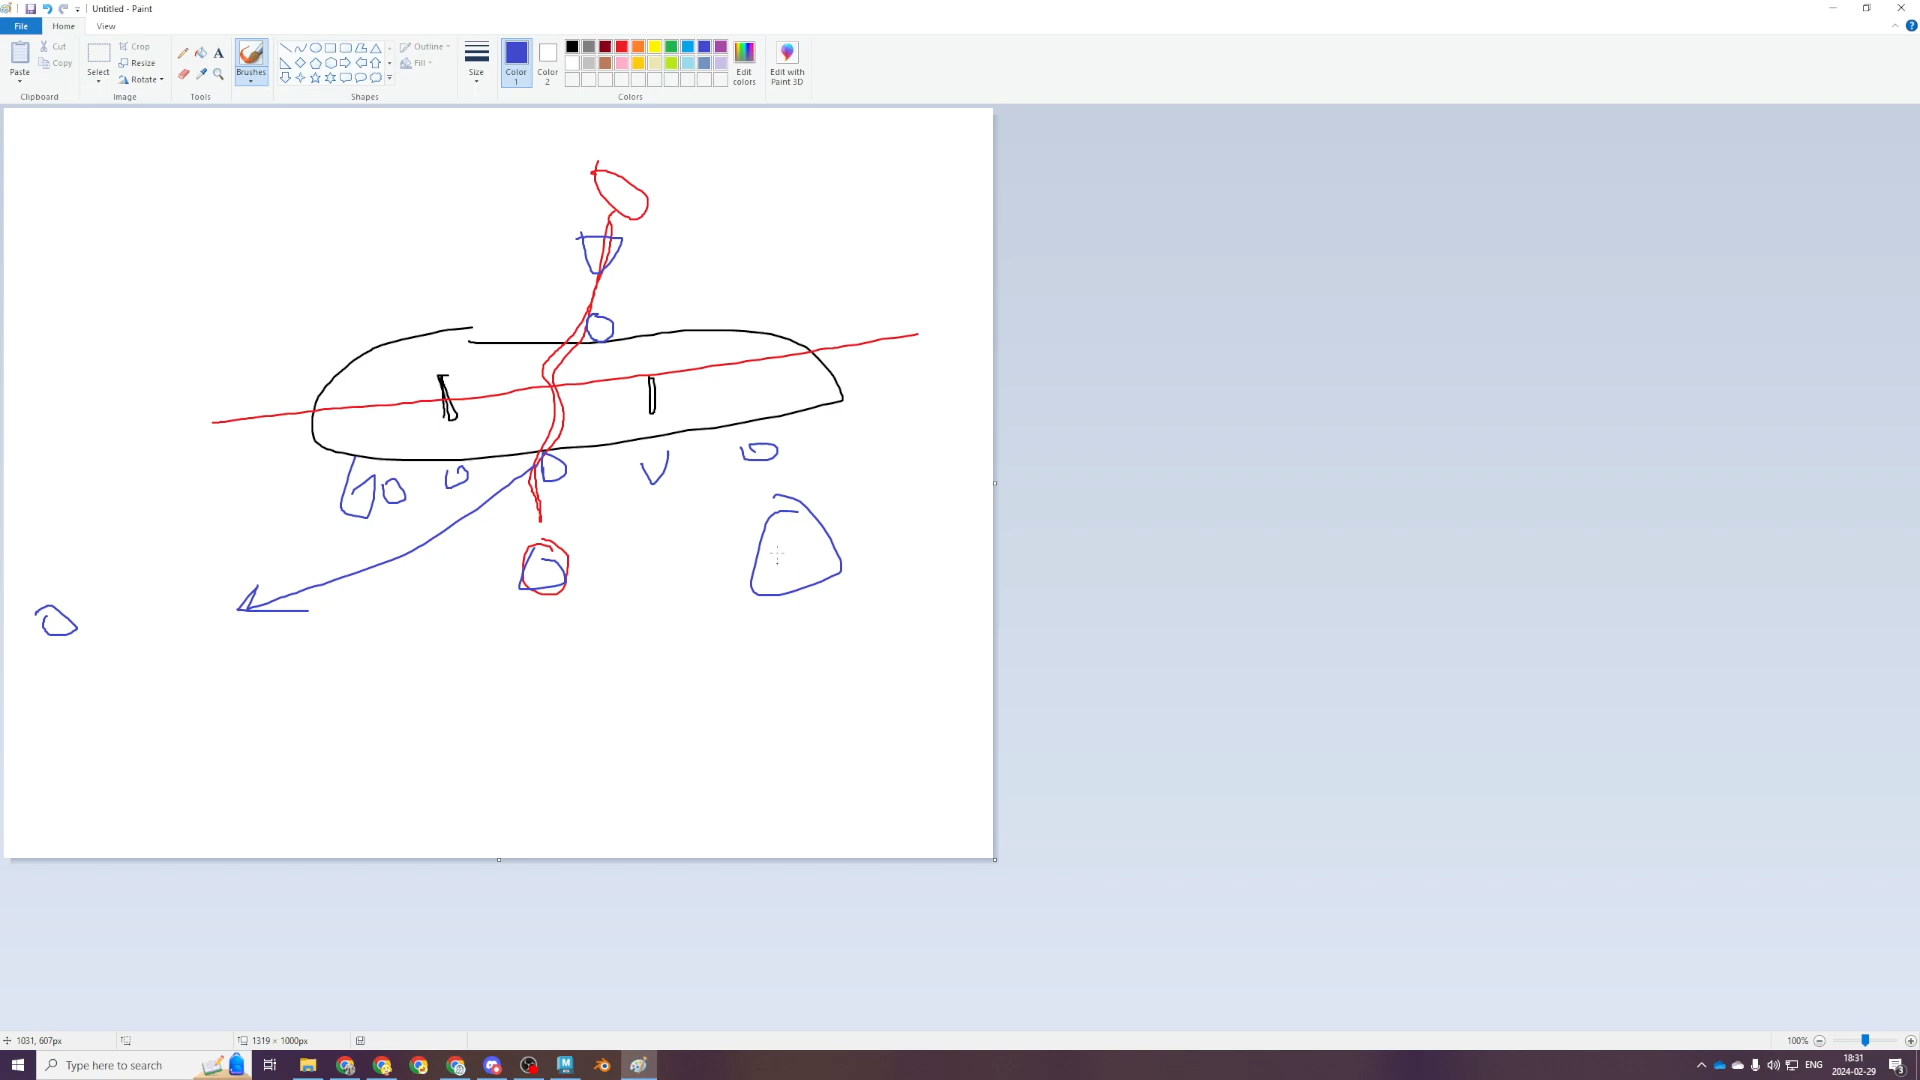 Untitled - Paint
File
Home
View
Paste
Cut
Copy
Clipboard
Select
Crop
Resize
Rotate
Image
A
Tools
Brushes
Outline
Fill
Shapes
Size
Color 1
Color 2
Edit colors
Edit with Paint 3D
Colors
1031, 607px
1319 × 1000px
100%
Type here to search
M
ENG
18:31
2024-02-29
3